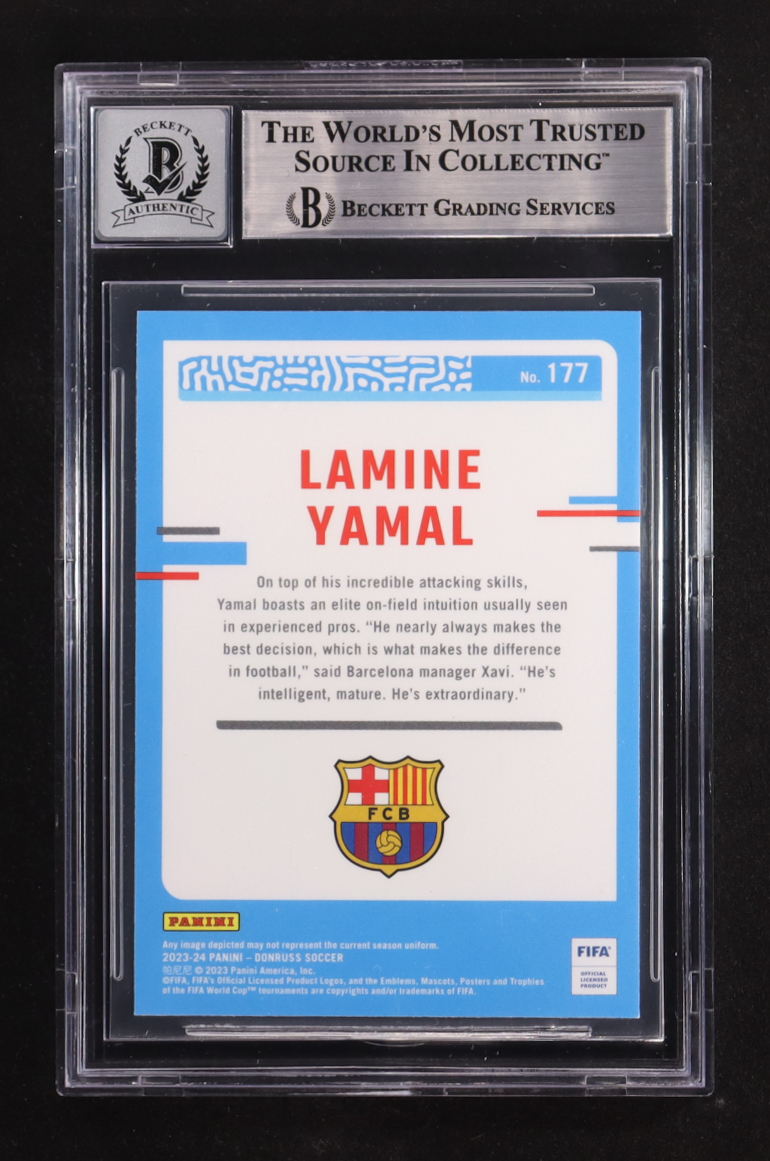 BECKETT
B
AUTHENTIC
THE WORLD'S MOST TRUSTED
SOURCE IN COLLECTING™
B BECKETT GRADING SERVICES
No. 177
LAMINE
YAMAL
On top of his incredible attacking skills,
Yamal boasts an elite on-field intuition usually seen
in experienced pros. “He nearly always makes the
best decision, which is what makes the difference
in football,” said Barcelona manager Xavi. “He’s
intelligent, mature. He’s extraordinary.”
FCB
PANINI
Any image depicted may not represent the current season uniform.
2023-24 PANINI – DONRUSS SOCCER
帕尼尼 © 2023 Panini America, Inc.
©FIFA, FIFA's Official Licensed Product Logos, and the Emblems, Mascots, Posters and Trophies
of the FIFA World Cup™ tournaments are copyrights and/or trademarks of FIFA.
FIFA
OFFICIAL
LICENSED
PRODUCT